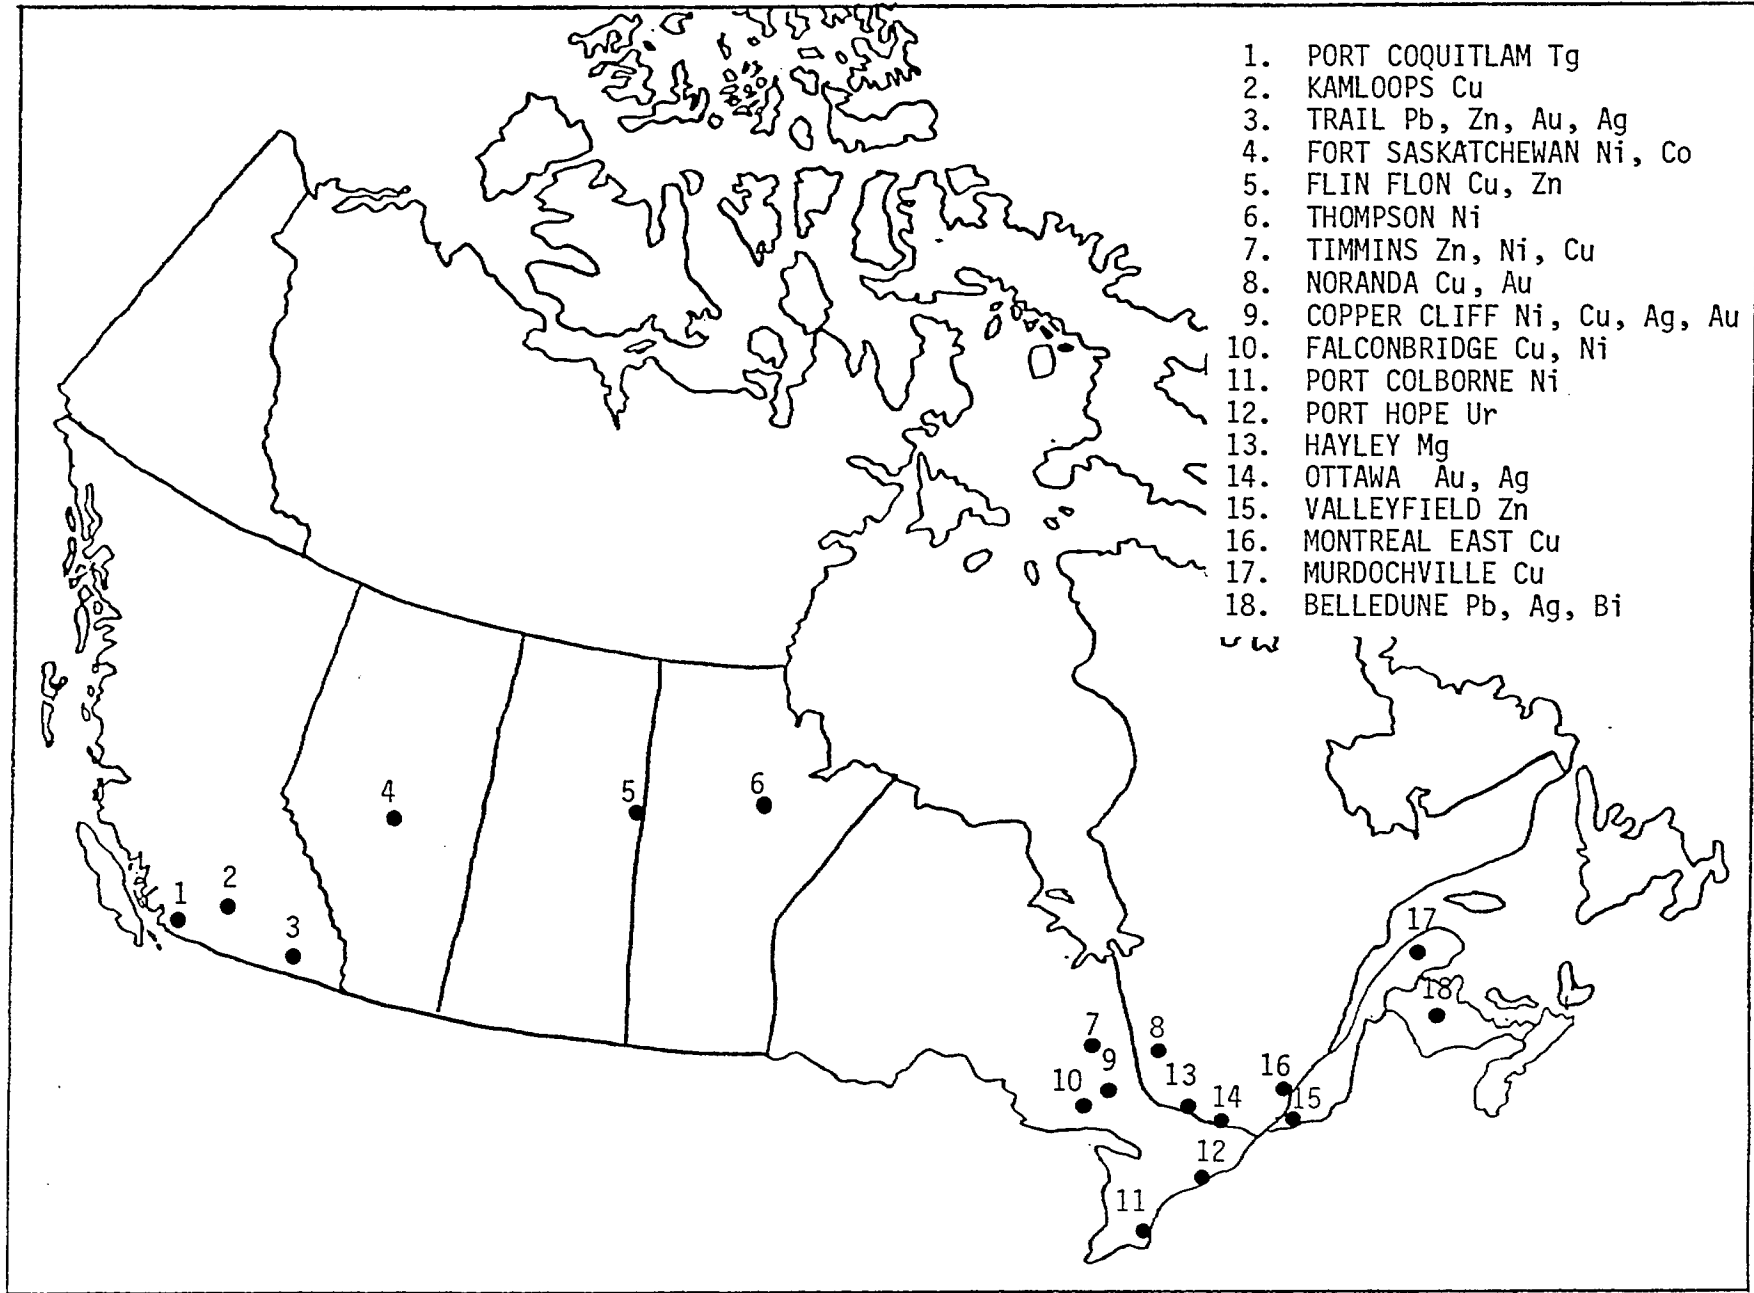 1. PORT COQUITLAM Tg
2. KAMLOOPS Cu
3. TRAIL Pb, Zn, Au, Ag
4. FORT SASKATCHEWAN Ni, Co
5. FLIN FLON Cu, Zn
6. THOMPSON Ni
7. TIMMINS Zn, Ni, Cu
8. NORANDA Cu, Au
9. COPPER CLIFF Ni, Cu, Ag, Au
10. FALCONBRIDGE Cu, Ni
11. PORT COLBORNE Ni
12. PORT HOPE Ur
13. HAYLEY Mg
14. OTTAWA Au, Ag
15. VALLEYFIELD Zn
16. MONTREAL EAST Cu
17. MURDOCHVILLE Cu
18. BELLEDUNE Pb, Ag, Bi
4
5
6
1
2
3
17
18
7
8
9
10
13
14
16
15
12
11